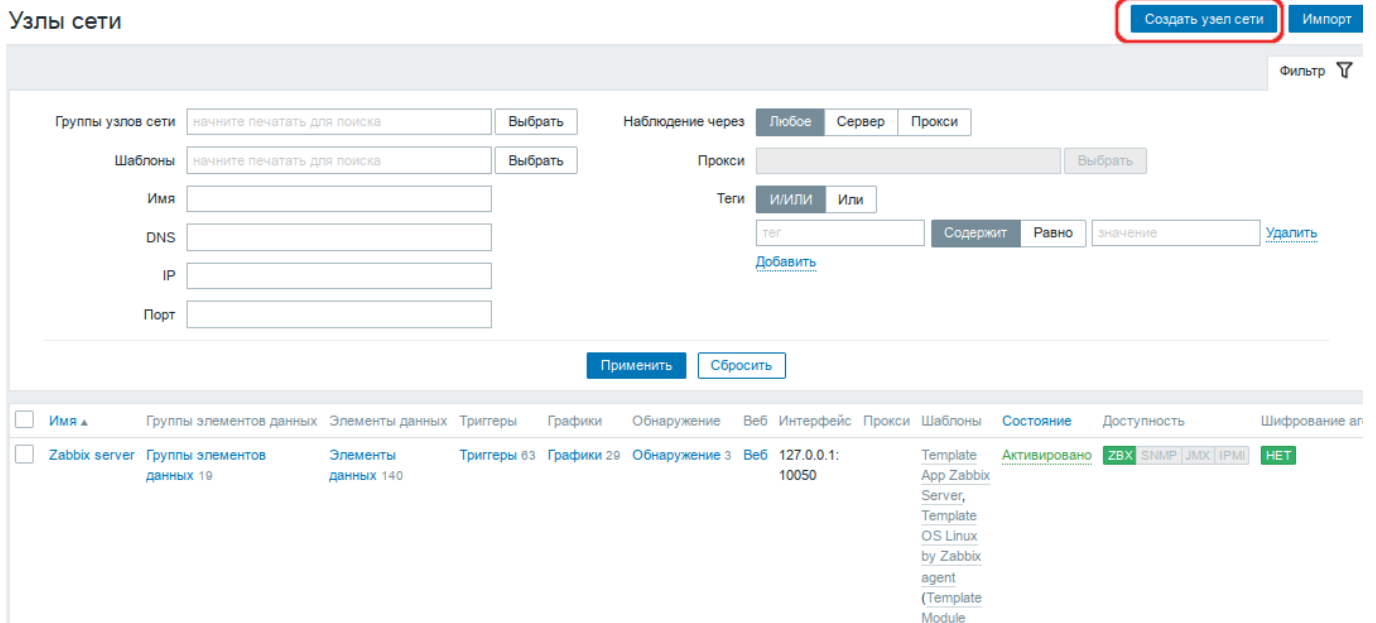 Узлы сети
Создать узел сети
Импорт
Фильтр
Группы узлов сети начните печатать для поиска Выбрать
Наблюдение через Любое Сервер Прокси
Шаблоны начните печатать для поиска Выбрать
Прокси Выбрать
Имя
Теги И/ИЛИ Или
DNS
тег Содержит Равно значение Удалить
Добавить
IP
Порт
Применить Сбросить
Имя Группы элементов данных Элементы данных Триггеры Графики Обнаружение Веб Интерфейс Прокси Шаблоны Состояние Доступность Шифрование аг
Zabbix server Группы элементов Элементы Триггеры 63 Графики 29 Обнаружение 3 Веб 127.0.0.1: Template Активировано ZBX SNMP JMX IPMI НЕТ
данных 19 данных 140 10050 App Zabbix
Server,
Template
OS Linux
by Zabbix
agent
(Template
Module